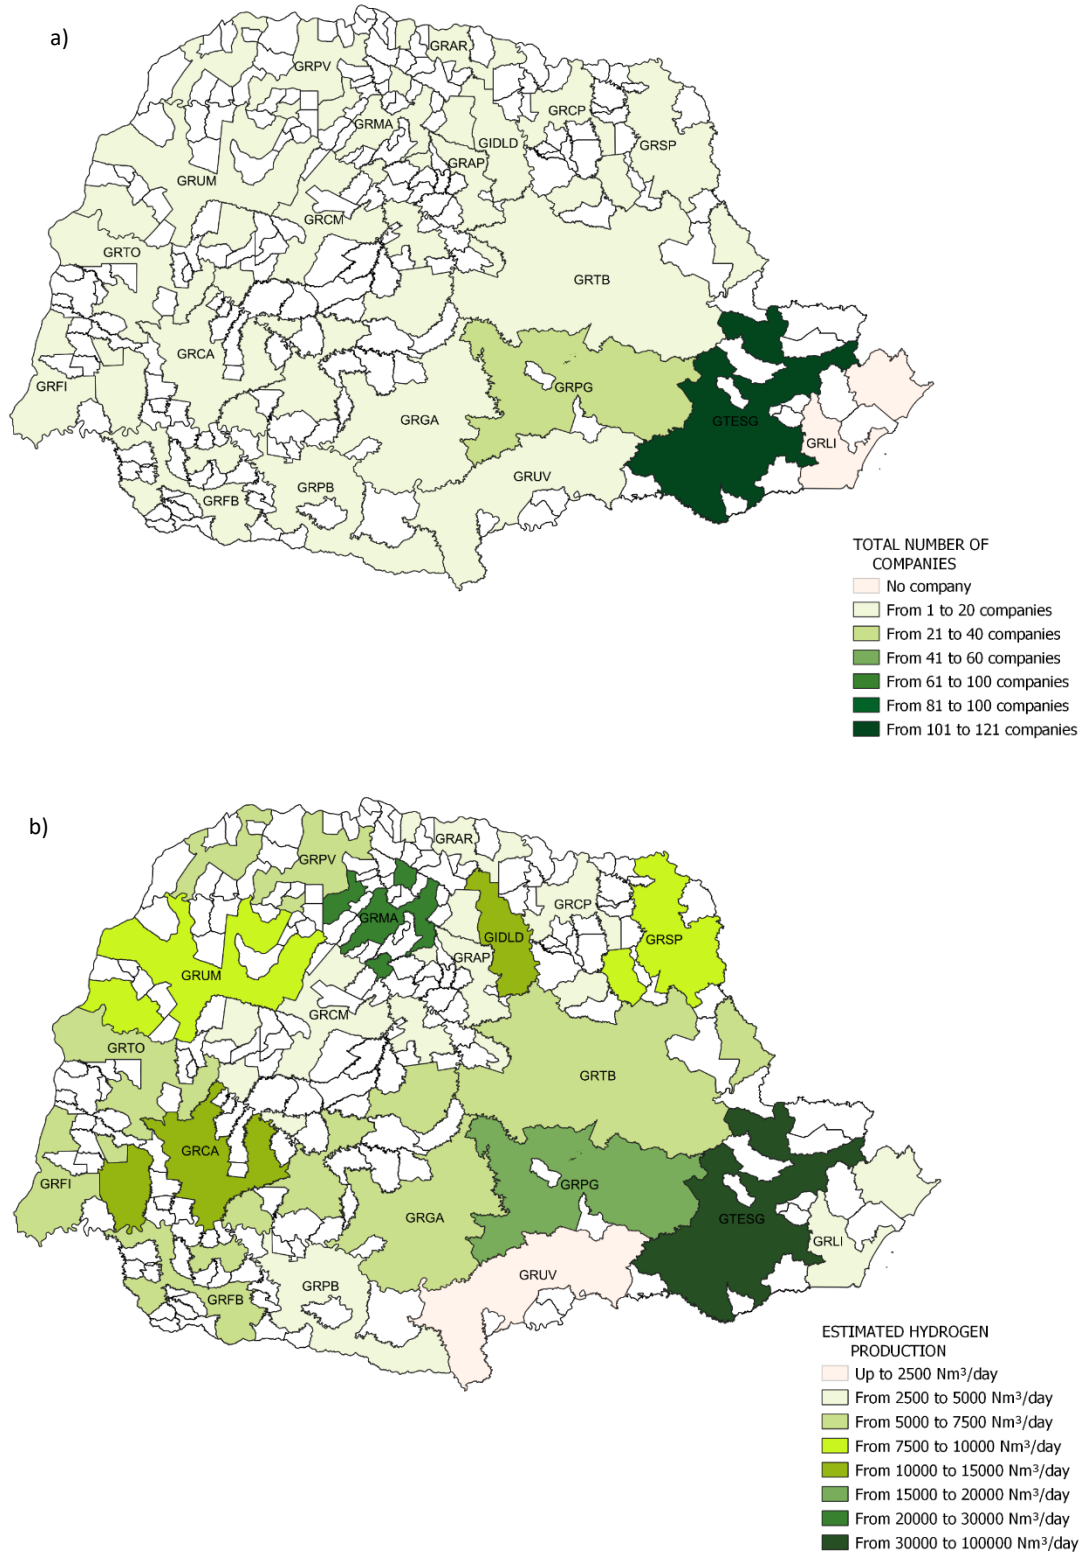 a)
GRAR
GRPV
GRCP
GRMA
GIDLD
GRSP
GRAP
GRUM
GRCM
GRTO
GRTB
GRCA
GRFI
GRPG
GRGA
GTESG
GRLI
GRUV
GRPB
GRFB
TOTAL NUMBER OF
COMPANIES
No company
From 1 to 20 companies
From 21 to 40 companies
From 41 to 60 companies
From 61 to 100 companies
From 81 to 100 companies
From 101 to 121 companies
b)
GRAR
GRPV
GRCP
GRMA
GIDLD
GRSP
GRAP
GRUM
GRCM
GRTO
GRTB
GRCA
GRFI
GRPG
GRGA
GTESG
GRLI
GRUV
GRPB
GRFB
ESTIMATED HYDROGEN
PRODUCTION
Up to 2500 Nm³/day
From 2500 to 5000 Nm³/day
From 5000 to 7500 Nm³/day
From 7500 to 10000 Nm³/day
From 10000 to 15000 Nm³/day
From 15000 to 20000 Nm³/day
From 20000 to 30000 Nm³/day
From 30000 to 100000 Nm³/day